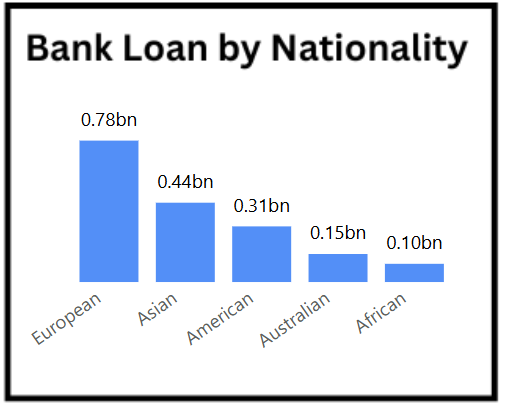 Bank Loan by Nationality
0.78bn
0.44bn
0.31bn
0.15bn
0.10bn
European
Asian
American
Australian
African